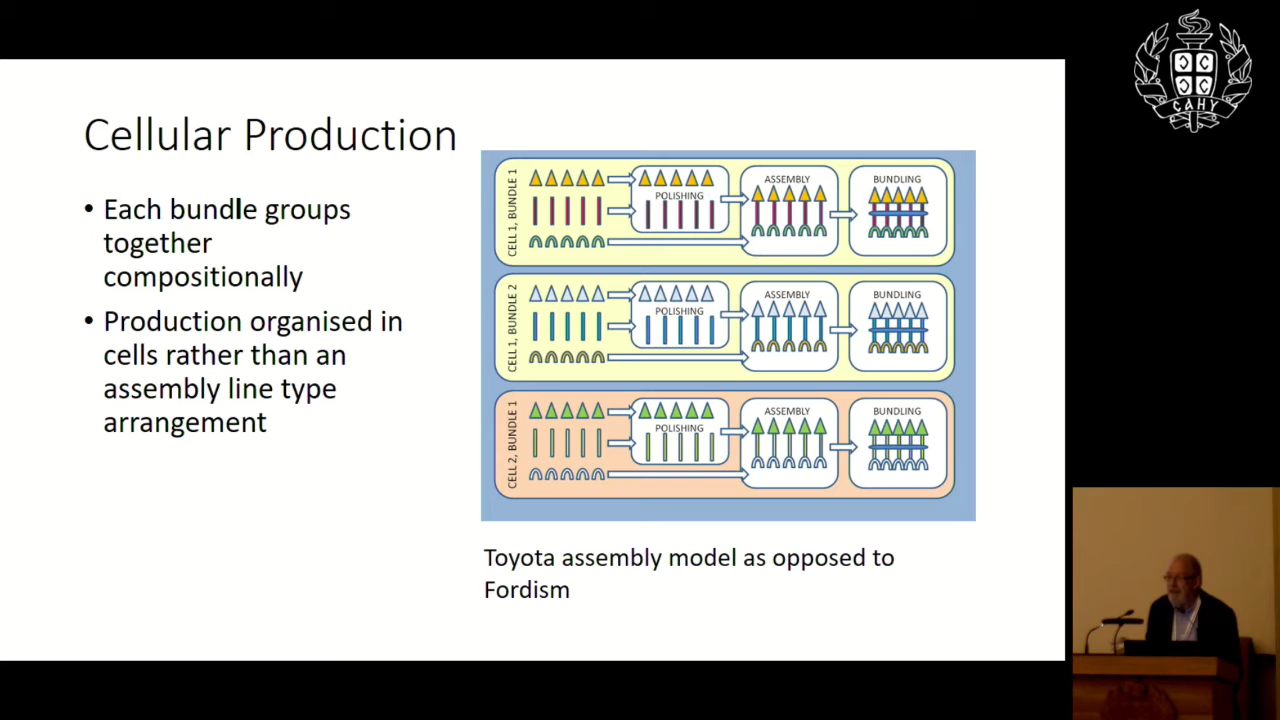 САНУ
Cellular Production
• Each bundle groups
together
compositionally
• Production organised in
cells rather than an
assembly line type
arrangement
CELL 1, BUNDLE 1
POLISHING
ASSEMBLY
BUNDLING
CELL 1, BUNDLE 2
POLISHING
ASSEMBLY
BUNDLING
CELL 2, BUNDLE 1
POLISHING
ASSEMBLY
BUNDLING
Toyota assembly model as opposed to
Fordism